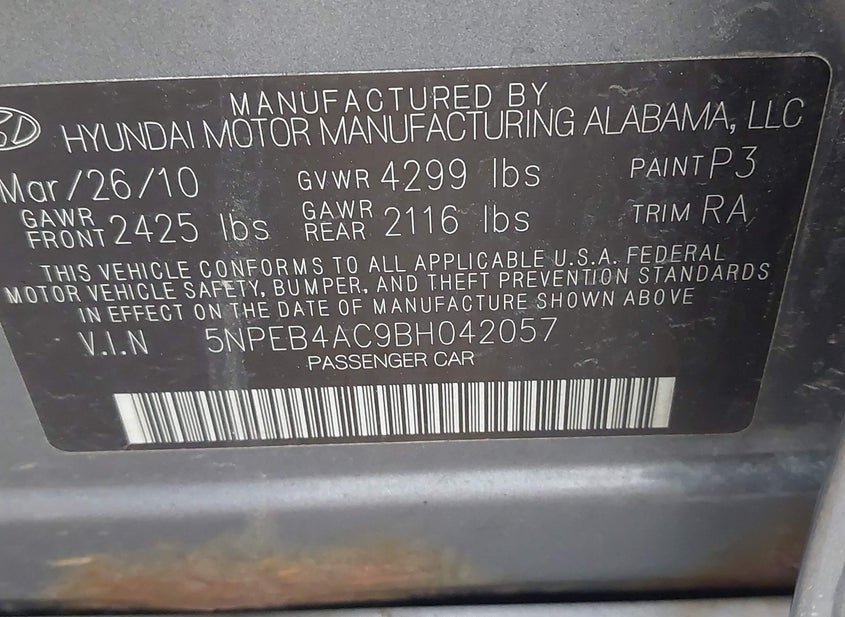 MANUFACTURED BY
HYUNDAI MOTOR MANUFACTURING ALABAMA, LLC
Mar/26/10 GVWR 4299 lbs PAINT P3
GAWR FRONT 2425 lbs GAWR REAR 2116 lbs TRIM RA
THIS VEHICLE CONFORMS TO ALL APPLICABLE U.S.A. FEDERAL
MOTOR VEHICLE SAFETY, BUMPER, AND THEFT PREVENTION STANDARDS
IN EFFECT ON THE DATE OF MANUFACTURE SHOWN ABOVE
V.I.N 5NPEB4AC9BH042057
PASSENGER CAR